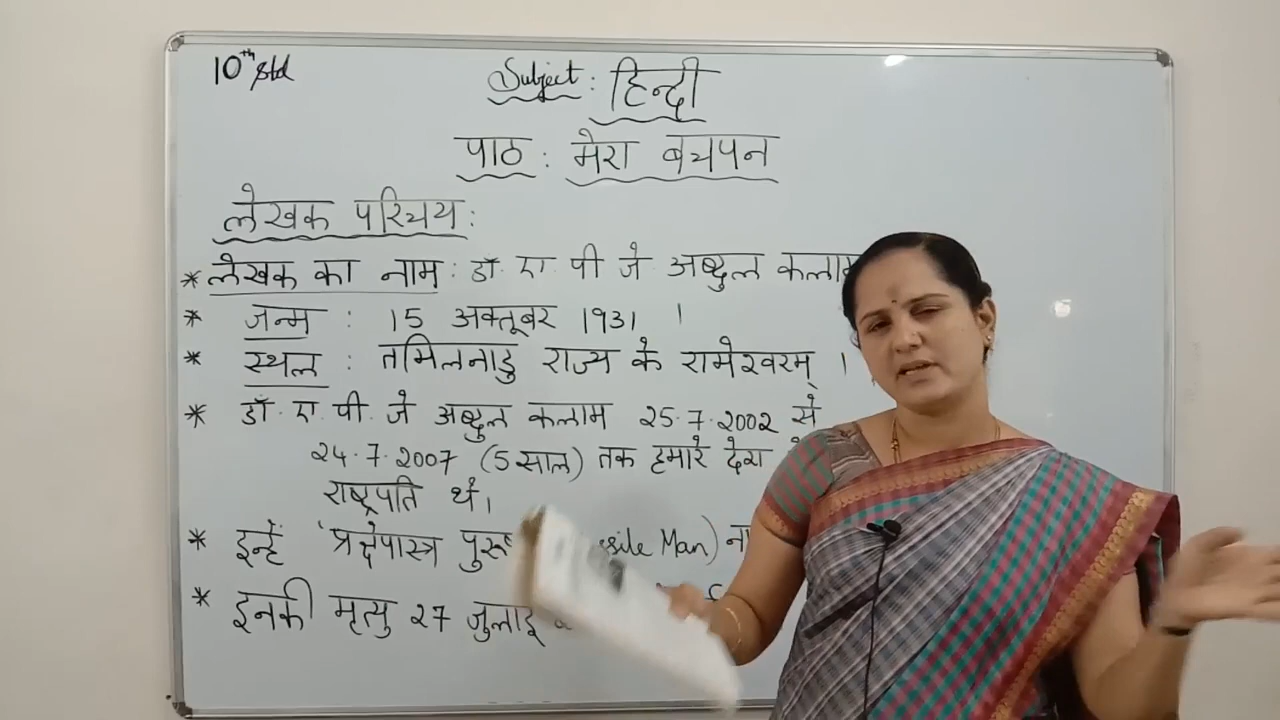 10th std
Subject : हिन्दी
पाठ : मेरा बचपन
लेखक परिचय :
* लेखक का नाम : डॉ. ए. पी. जे. अब्दुल कलाम
* जन्म : 15 अक्तूबर 1931 ।
* स्थल : तमिलनाडु राज्य के रामेश्वरम् ।
* डॉ. ए. पी. जे अब्दुल कलाम 25.7.2002 से
24.7.2007 (5 साल) तक हमारे देश
राष्ट्रपति थे।
* इन्हें 'प्रक्षेपास्त्र Man)
* इनकी मृत्यु 27 जुलाई